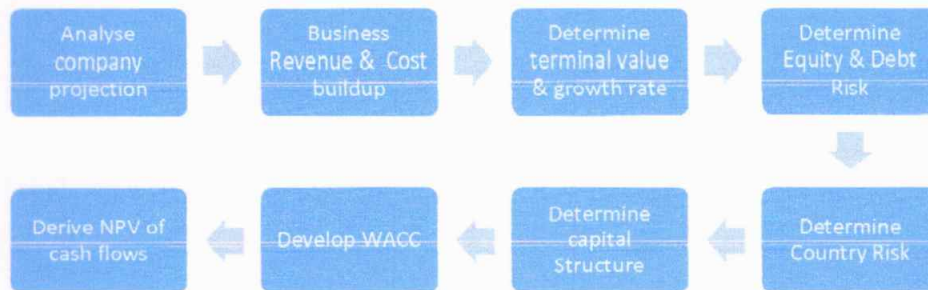 Analyse
company
projection
Business
Revenue & Cost
buildup
Determine
terminal value
& growth rate
Determine
Equity & Debt
Risk
Determine
Country Risk
Determine
capital
Structure
Develop WACC
Derive NPV of
cash flows